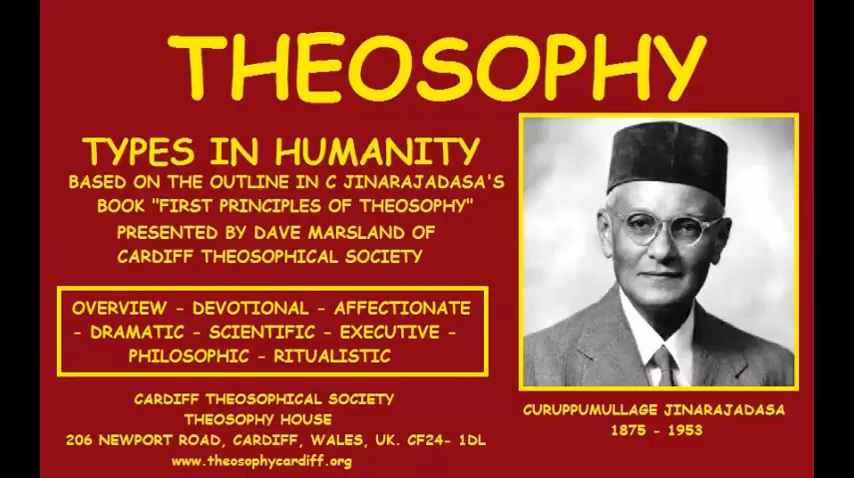 THEOSOPHY
TYPES IN HUMANITY
BASED ON THE OUTLINE IN C JINARAJADASA'S
BOOK "FIRST PRINCIPLES OF THEOSOPHY"
PRESENTED BY DAVE MARSLAND OF
CARDIFF THEOSOPHICAL SOCIETY
OVERVIEW - DEVOTIONAL - AFFECTIONATE
- DRAMATIC - SCIENTIFIC - EXECUTIVE -
PHILOSOPHIC - RITUALISTIC
CARDIFF THEOSOPHICAL SOCIETY
THEOSOPHY HOUSE
206 NEWPORT ROAD, CARDIFF, WALES, UK. CF24- 1DL
www.theosophycardiff.org
CURUPPUMULLAGE JINARAJADASA
1875 - 1953